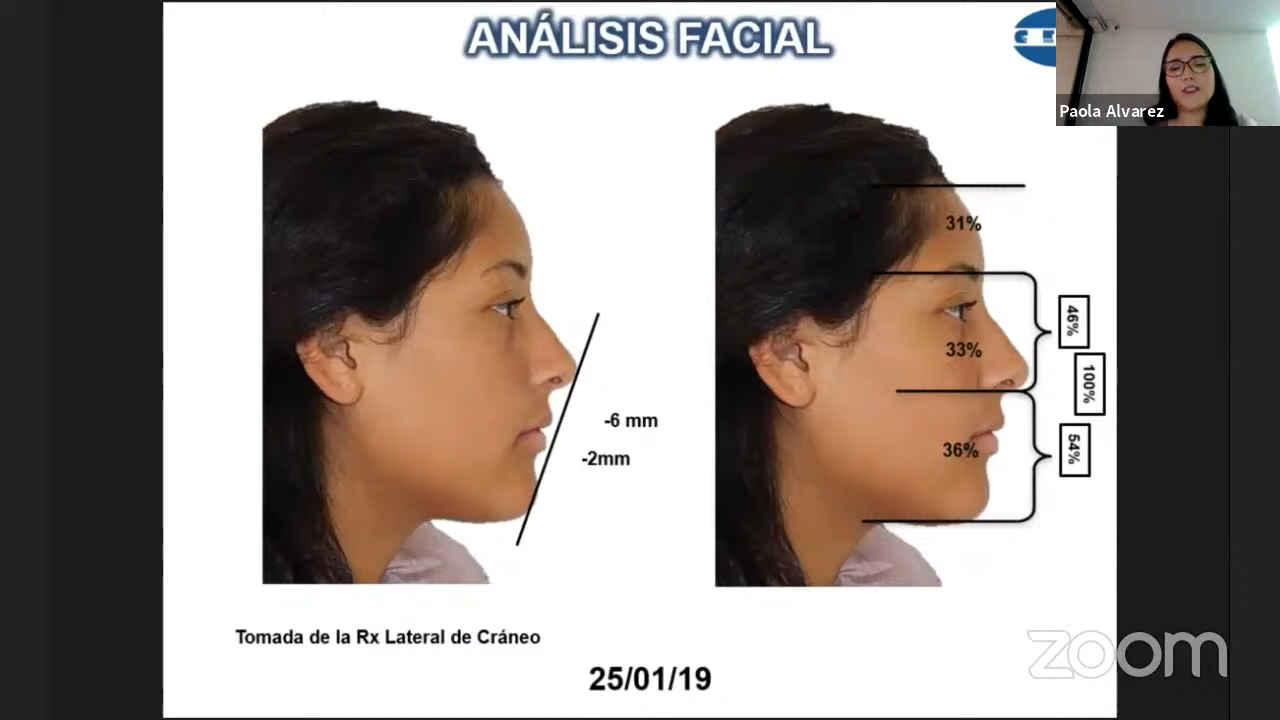 ANÁLISIS FACIAL
Paola Alvarez
31%
33%
36%
46%
100%
54%
-6 mm
-2mm
Tomada de la Rx Lateral de Cráneo
25/01/19
zoom